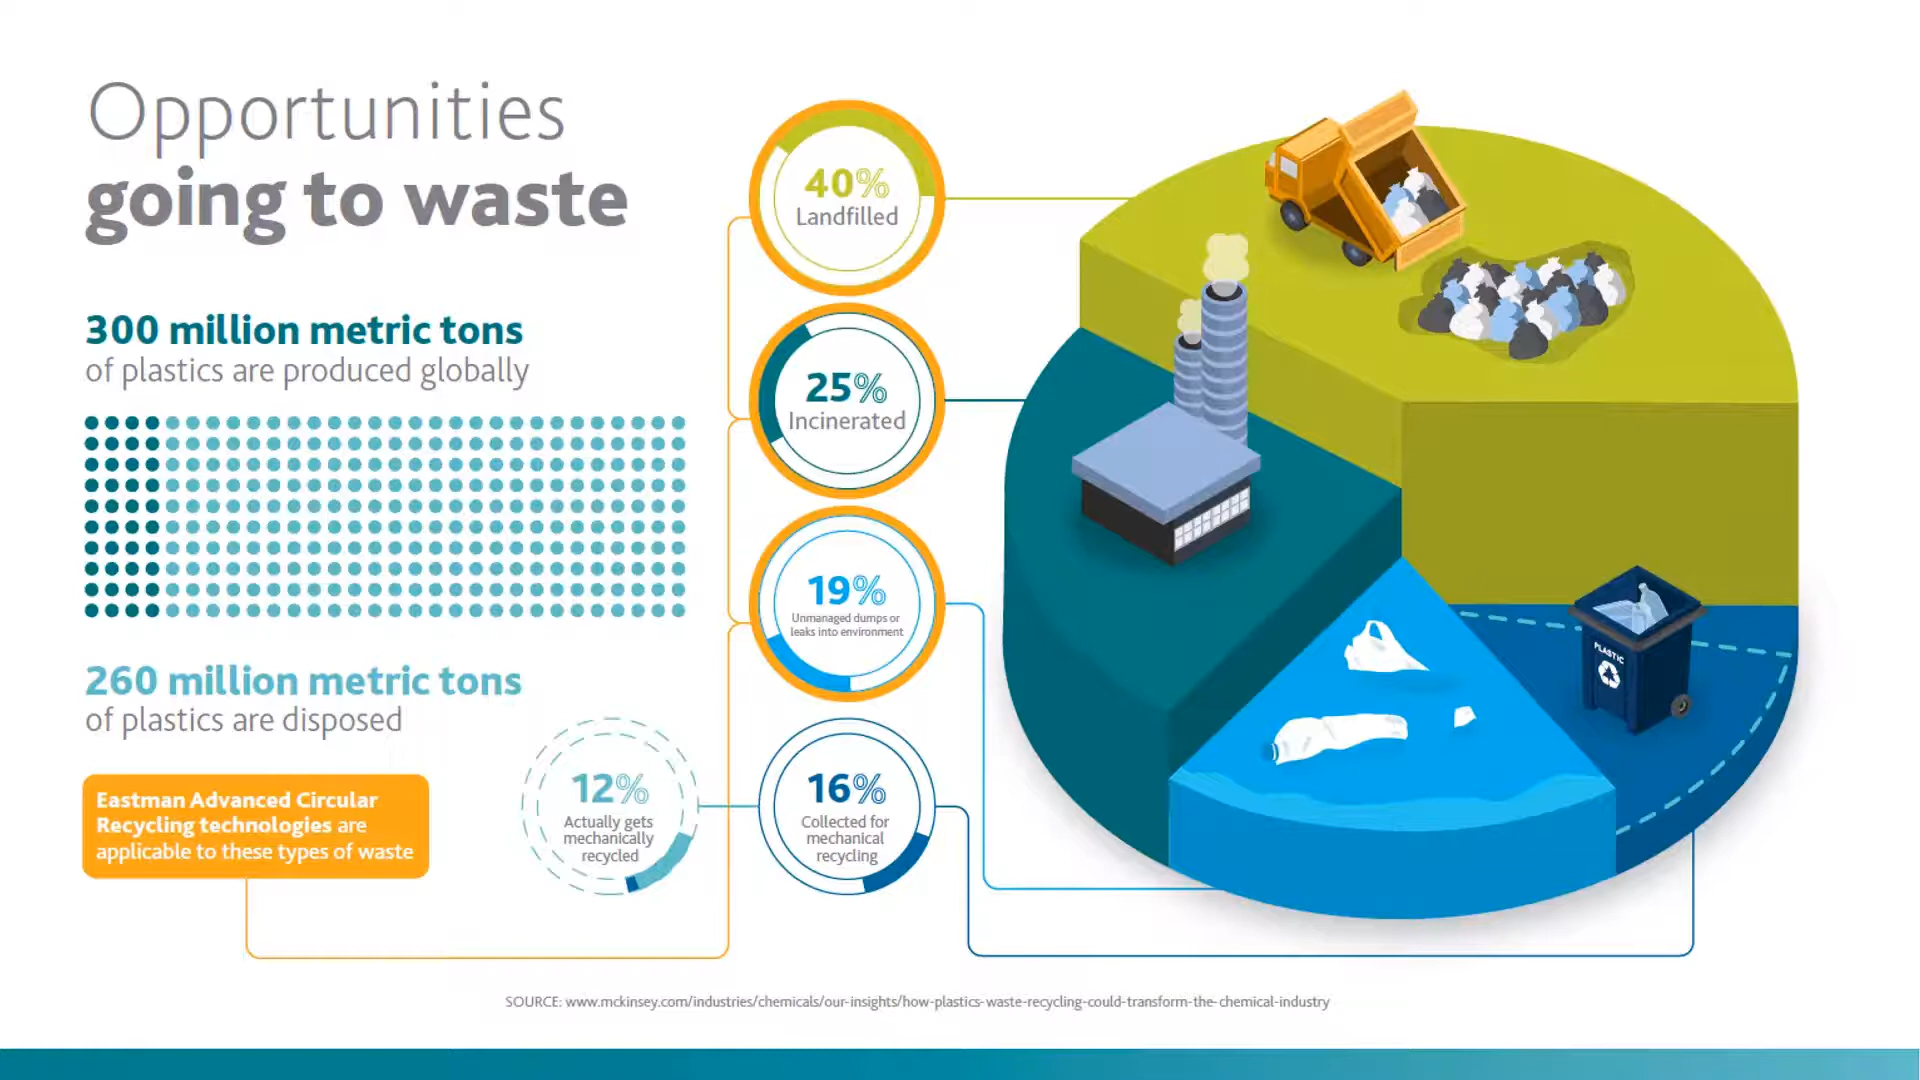 Opportunities
going to waste
300 million metric tons
of plastics are produced globally
260 million metric tons
of plastics are disposed
Eastman Advanced Circular
Recycling technologies are
applicable to these types of waste
40%
Landfilled
25%
Incinerated
19%
Unmanaged dumps or
leaks into environment
12%
Actually gets
mechanically
recycled
16%
Collected for
mechanical
recycling
PLASTIC
SOURCE: www.mckinsey.com/industries/chemicals/our-insights/how-plastics-waste-recycling-could-transform-the-chemical-industry